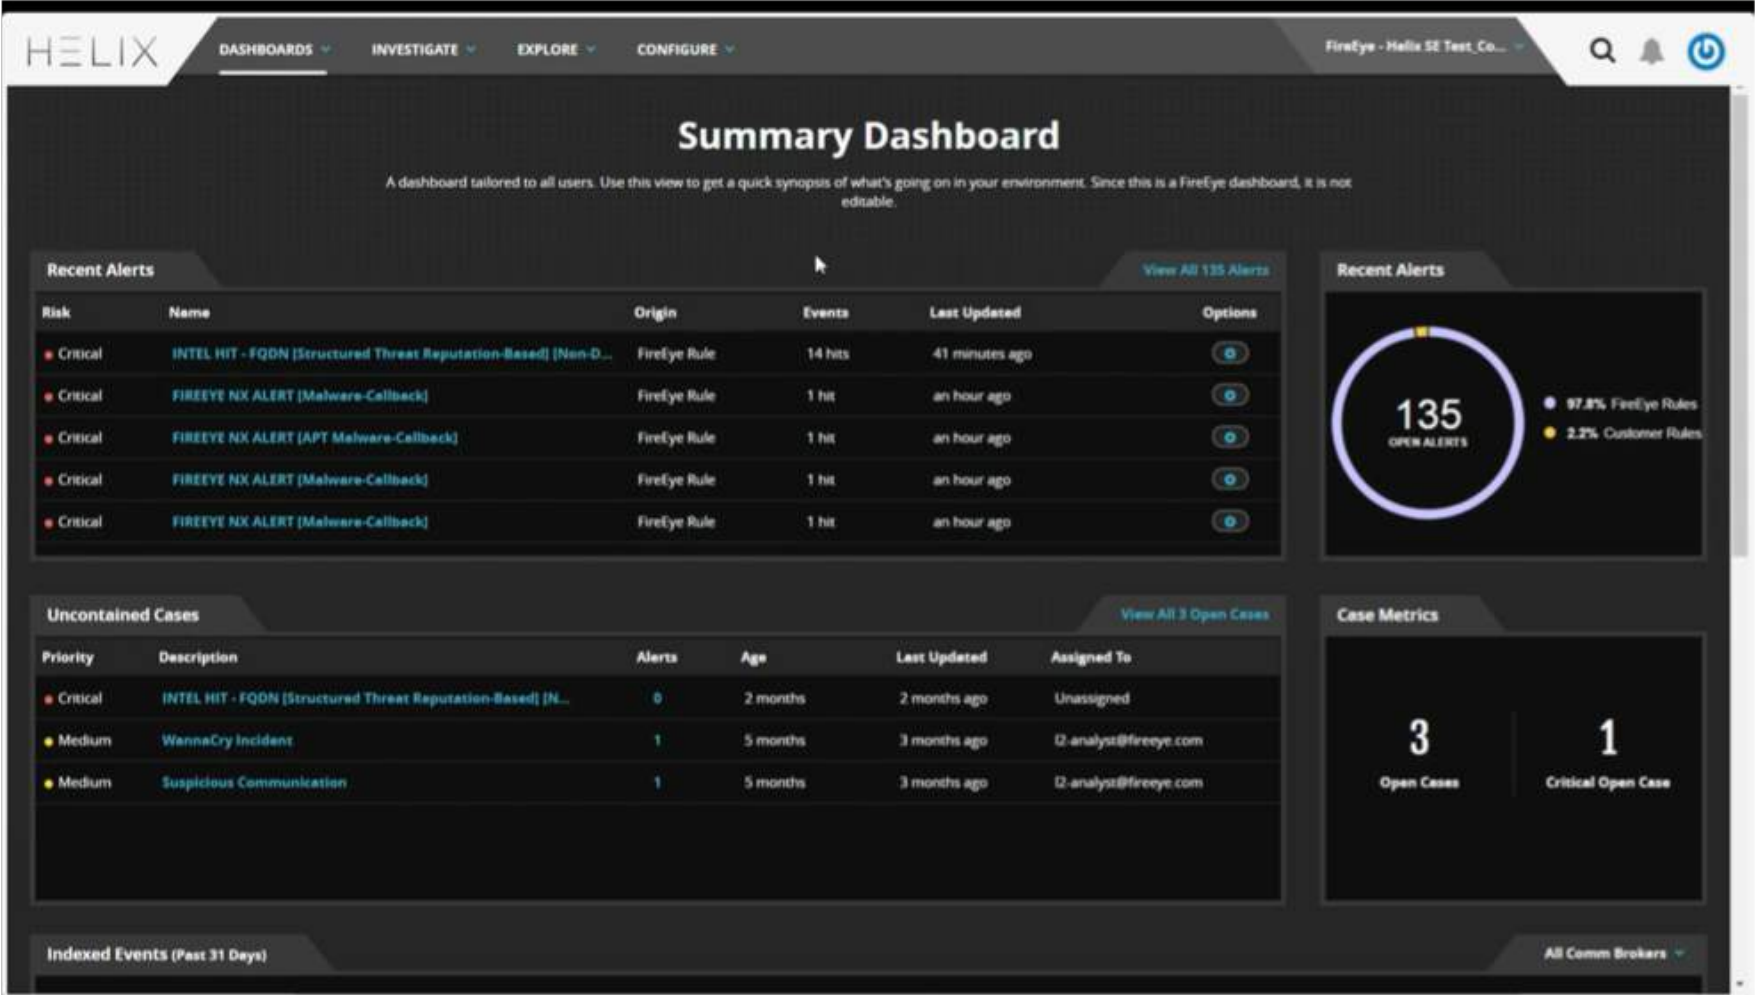 HELIX
DASHBOARDS INVESTIGATE EXPLORE CONFIGURE FireEye - Helix SE Test_Co...
Summary Dashboard
A dashboard tailored to all users. Use this view to get a quick synopsis of what's going on in your environment. Since this is a FireEye dashboard, it is not
editable.
Recent Alerts View All 135 Alerts
Risk Name Origin Events Last Updated Options
Critical INTEL HIT - FQDN [Structured Threat Reputation-Based] [Non-D... FireEye Rule 14 hits 41 minutes ago
Critical FIREEYE NX ALERT [Malware-Callback] FireEye Rule 1 hit an hour ago
Critical FIREEYE NX ALERT [APT Malware-Callback] FireEye Rule 1 hit an hour ago
Critical FIREEYE NX ALERT [Malware-Callback] FireEye Rule 1 hit an hour ago
Critical FIREEYE NX ALERT [Malware-Callback] FireEye Rule 1 hit an hour ago
Recent Alerts
135
OPEN ALERTS
97.8% FireEye Rules
2.2% Customer Rules
Uncontained Cases View All 3 Open Cases
Priority Description Alerts Age Last Updated Assigned To
Critical INTEL HIT - FQDN [Structured Threat Reputation-Based] [N... 0 2 months 2 months ago Unassigned
Medium WannaCry Incident 1 5 months 3 months ago l2-analyst@fireeye.com
Medium Suspicious Communication 1 5 months 3 months ago l2-analyst@fireeye.com
Case Metrics
3 1
Open Cases Critical Open Case
Indexed Events (Past 31 Days) All Comm Brokers